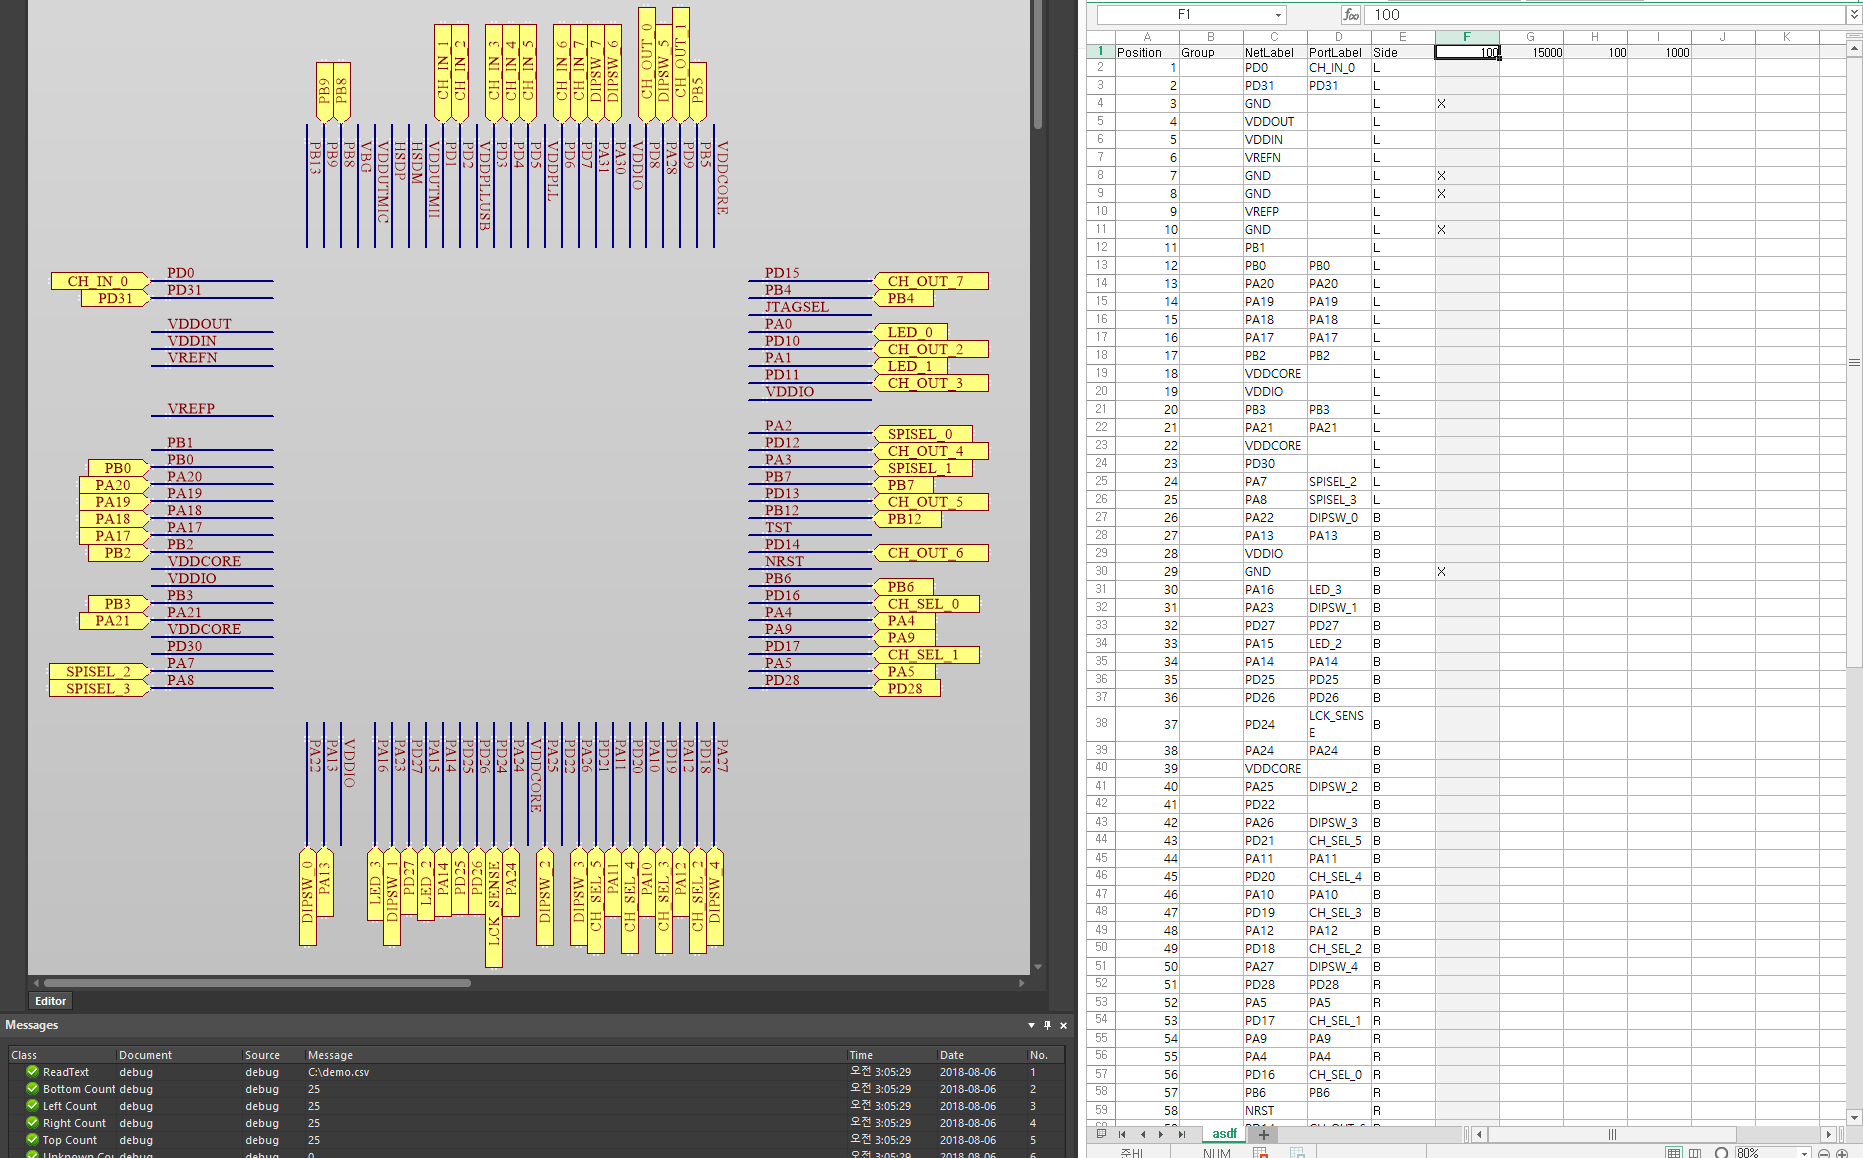 PB9
PB8
CH_IN_1
CH_IN_2
CH_IN_3
CH_IN_4
CH_IN_5
CH_IN_6
CH_IN_7
DIPSW_7
DIPSW_6
CH_OUT_0
DIPSW_5
CH_OUT_1
PB5
PB13
PB9
PB8
VBG
VDDUTMIC
HSDP
HSDM
VDDUTMII
PD1
PD2
VDDPLLUSB
PD3
PD4
PD5
VDDPLL
PD6
PD7
PA31
PA30
VDDIO
PD8
PA28
PD9
PB5
VDDCORE
CH_IN_0 PD0
PD31 PD31
VDDOUT
VDDIN
VREFN
VREFP
PB1
PB0 PB0
PA20 PA20
PA19 PA19
PA18 PA18
PA17 PA17
PB2 PB2
VDDCORE
VDDIO
PB3 PB3
PA21 PA21
VDDCORE
PD30
SPISEL_2 PA7
SPISEL_3 PA8
PD15 CH_OUT_7
PB4 PB4
JTAGSEL
PA0 LED_0
PD10 CH_OUT_2
PA1 LED_1
PD11 CH_OUT_3
VDDIO
PA2 SPISEL_0
PD12 CH_OUT_4
PA3 SPISEL_1
PB7 PB7
PD13 CH_OUT_5
PB12 PB12
TST
PD14 CH_OUT_6
NRST
PB6 PB6
PD16 CH_SEL_0
PA4 PA4
PA9 PA9
PD17 CH_SEL_1
PA5 PA5
PD28 PD28
PA22
PA13
VDDIO
PA16
PA23
PD27
PA15
PA14
PD25
PD26
PD24
PA24
VDDCORE
PA25
PD22
PA26
PD21
PA11
PD20
PA10
PD19
PA12
PD18
PA27
DIPSW_0
PA13
LED_3
DIPSW_1
PD27
LED_2
PA14
PD25
PD26
LCK_SENSE
PA24
DIPSW_2
DIPSW_3
CH_SEL_5
PA11
CH_SEL_4
PA10
CH_SEL_3
PA12
CH_SEL_2
DIPSW_4
Editor
Messages
Class Document Source Message Time Date No.
ReadText debug debug C:\demo.csv 오전 3:05:29 2018-08-06 1
Bottom Count debug debug 25 오전 3:05:29 2018-08-06 2
Left Count debug debug 25 오전 3:05:29 2018-08-06 3
Right Count debug debug 25 오전 3:05:29 2018-08-06 4
Top Count debug debug 25 오전 3:05:29 2018-08-06 5
F1 fx 100
A B C D E F G H I J K
1 Position Group NetLabel PortLabel Side 100 15000 100 1000
2 1 PD0 CH_IN_0 L
3 2 PD31 PD31 L
4 3 GND L X
5 4 VDDOUT L
6 5 VDDIN L
7 6 VREFN L
8 7 GND L X
9 8 GND L X
10 9 VREFP L
11 10 GND L X
12 11 PB1 L
13 12 PB0 PB0 L
14 13 PA20 PA20 L
15 14 PA19 PA19 L
16 15 PA18 PA18 L
17 16 PA17 PA17 L
18 17 PB2 PB2 L
19 18 VDDCORE L
20 19 VDDIO L
21 20 PB3 PB3 L
22 21 PA21 PA21 L
23 22 VDDCORE L
24 23 PD30 L
25 24 PA7 SPISEL_2 L
26 25 PA8 SPISEL_3 L
27 26 PA22 DIPSW_0 B
28 27 PA13 PA13 B
29 28 VDDIO B
30 29 GND B X
31 30 PA16 LED_3 B
32 31 PA23 DIPSW_1 B
33 32 PD27 PD27 B
34 33 PA15 LED_2 B
35 34 PA14 PA14 B
36 35 PD25 PD25 B
37 36 PD26 PD26 B
38 37 PD24 LCK_SENSE B
39 38 PA24 PA24 B
40 39 VDDCORE B
41 40 PA25 DIPSW_2 B
42 41 PD22 B
43 42 PA26 DIPSW_3 B
44 43 PD21 CH_SEL_5 B
45 44 PA11 PA11 B
46 45 PD20 CH_SEL_4 B
47 46 PA10 PA10 B
48 47 PD19 CH_SEL_3 B
49 48 PA12 PA12 B
50 49 PD18 CH_SEL_2 B
51 50 PA27 DIPSW_4 B
52 51 PD28 PD28 R
53 52 PA5 PA5 R
54 53 PD17 CH_SEL_1 R
55 54 PA9 PA9 R
56 55 PA4 PA4 R
57 56 PD16 CH_SEL_0 R
58 57 PB6 PB6 R
59 58 NRST R
asdf
준비 NUM 80%